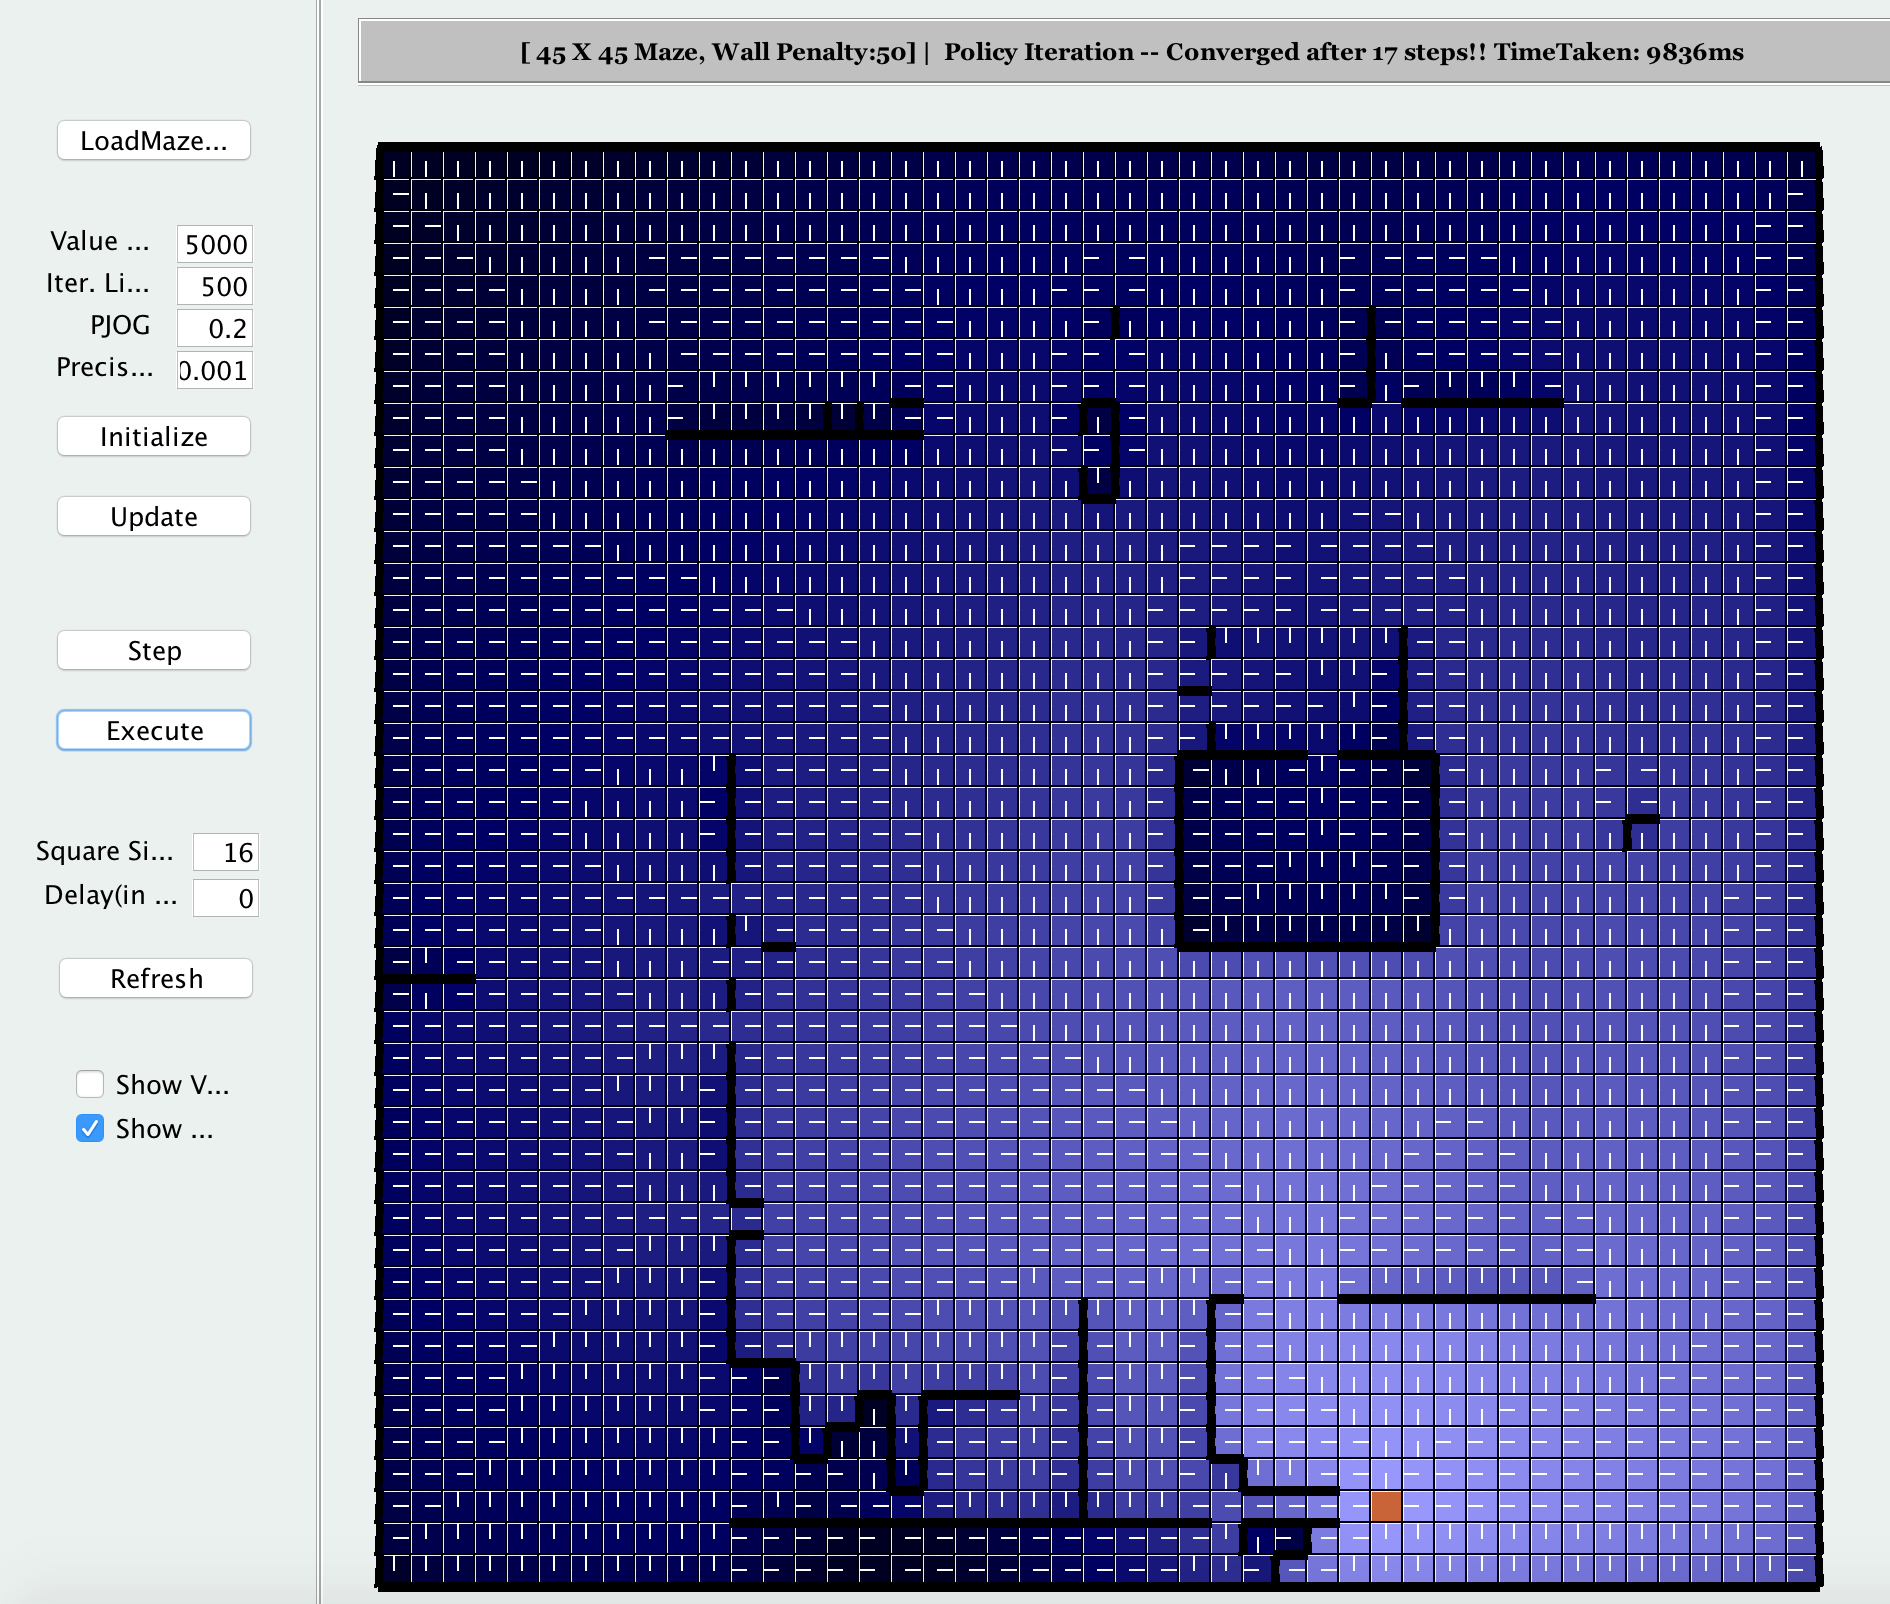 [ 45 X 45 Maze, Wall Penalty:50] | Policy Iteration -- Converged after 17 steps!! TimeTaken: 9836ms
LoadMaze...
Value ... 5000
Iter. Li... 500
PJOG 0.2
Precis... 0.001
Initialize
Update
Step
Execute
Square Si... 16
Delay(in ... 0
Refresh
Show V...
Show ...